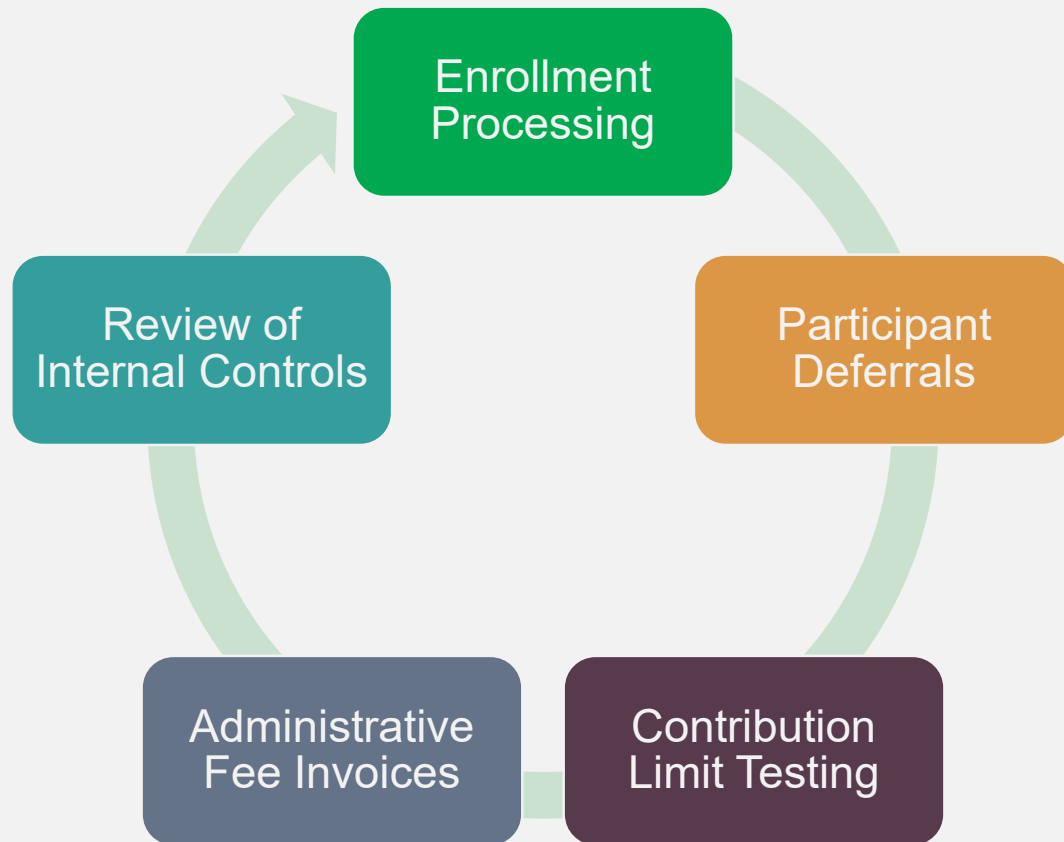 Enrollment
Processing
Participant
Deferrals
Contribution
Limit Testing
Administrative
Fee Invoices
Review of
Internal Controls